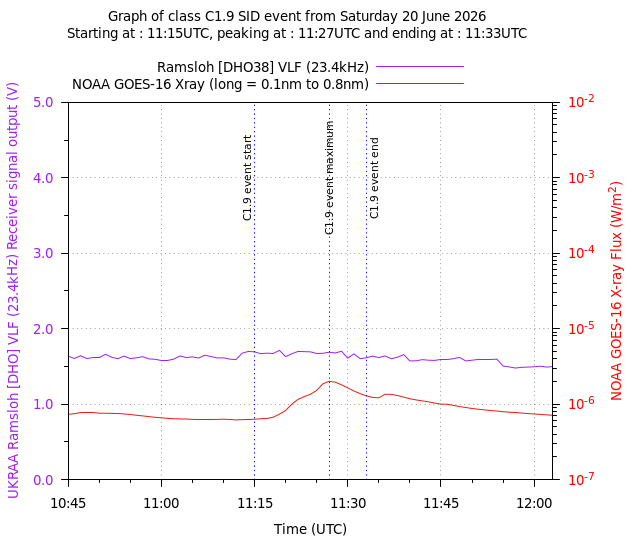 Graph of class C1.9 SID event from Saturday 20 June 2026
Starting at : 11:15UTC, peaking at : 11:27UTC and ending at : 11:33UTC
Ramsloh [DHO38] VLF (23.4kHz)
NOAA GOES-16 Xray (long = 0.1nm to 0.8nm)
UKRAA Ramsloh [DHO] VLF (23.4kHz) Receiver signal output (V)
5.0
4.0
3.0
2.0
1.0
0.0
C1.9 event start
C1.9 event maximum
C1.9 event end
10-2
10-3
10-4
10-5
10-6
10-7
NOAA GOES-16 X-ray Flux (W/m2)
10:45
11:00
11:15
11:30
11:45
12:00
Time (UTC)